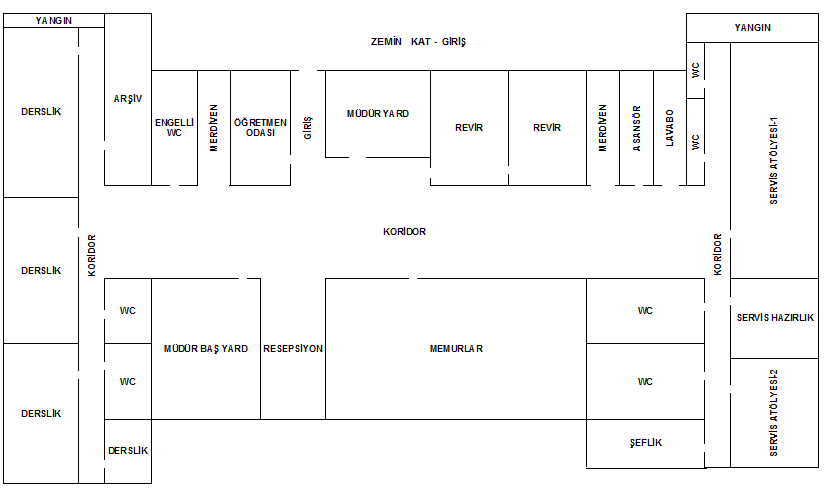 YANGIN
ZEMİN KAT - GİRİŞ
YANGIN
DERSLİK
ARŞİV
ENGELLİ
WC
MERDİVEN
ÖĞRETMEN
ODASI
GİRİŞ
MÜDÜR YARD
REVİR
REVİR
MERDİVEN
ASANSÖR
LAVABO
WC
WC
SERVİS ATÖLYESİ-1
DERSLİK
KORİDOR
KORİDOR
KORİDOR
WC
MÜDÜR BAŞ YARD
RESEPSİYON
MEMURLAR
WC
SERVİS HAZIRLIK
WC
WC
DERSLİK
DERSLİK
ŞEFLİK
SERVİS ATÖLYESİ-2